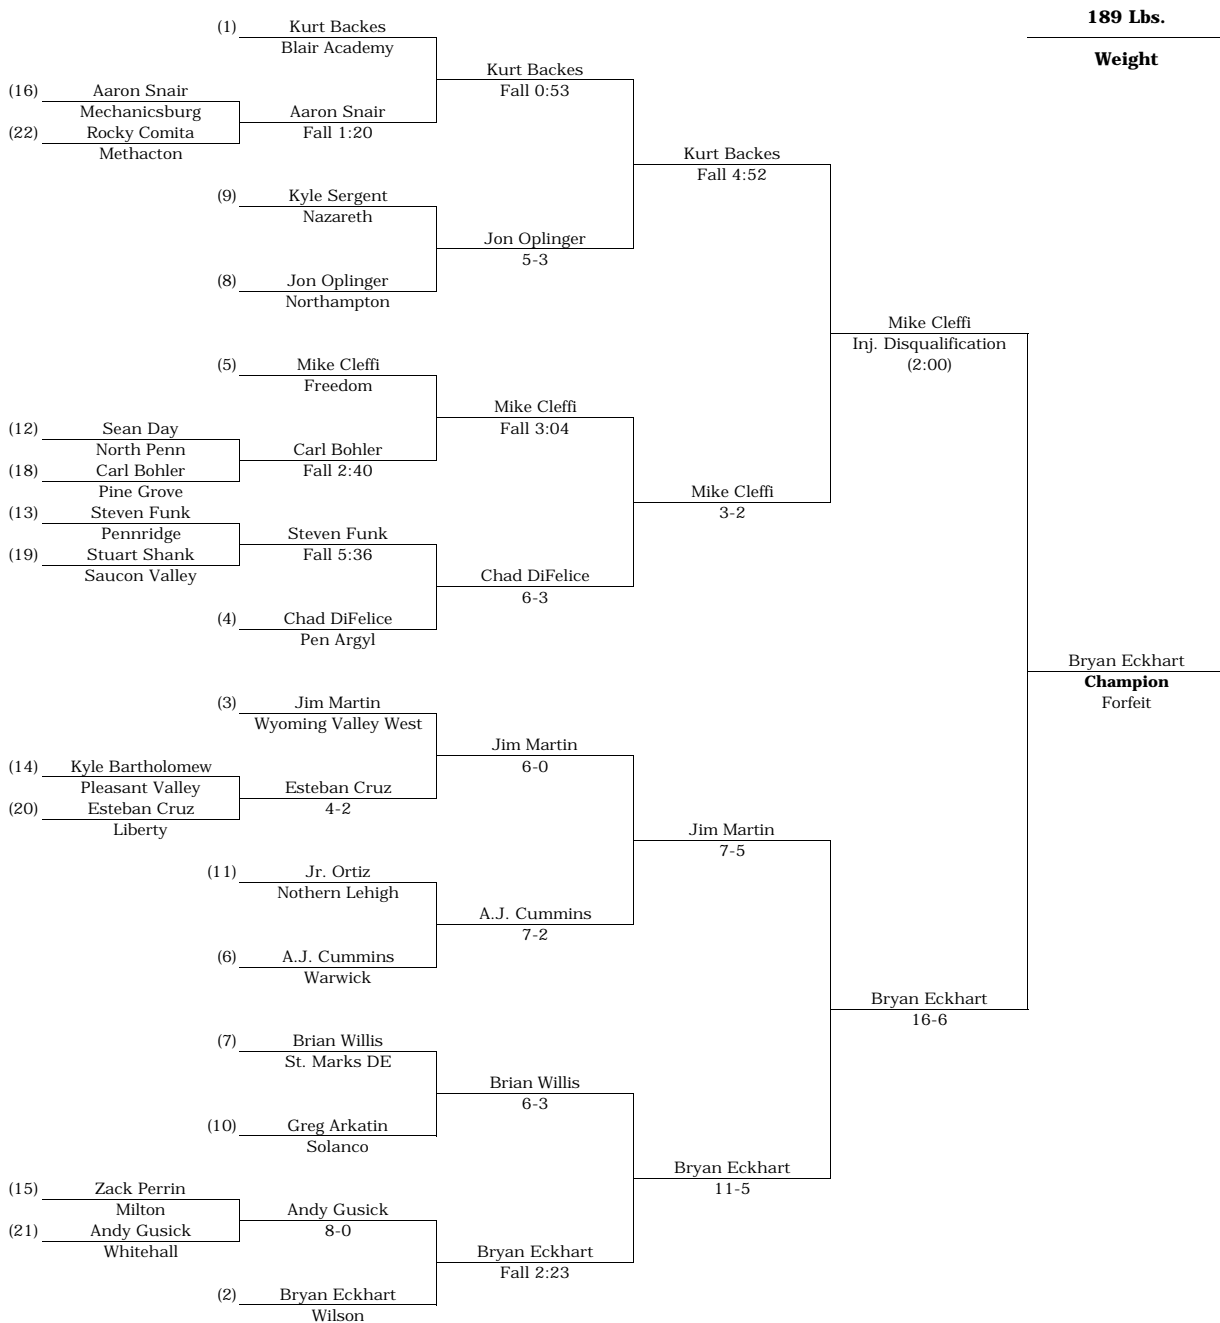 189 Lbs.
Weight
(1) Kurt Backes
Blair Academy
Kurt Backes
Fall 0:53
(16) Aaron Snair
Mechanicsburg
(22) Rocky Comita
Methacton
Aaron Snair
Fall 1:20
Kurt Backes
Fall 4:52
(9) Kyle Sergent
Nazareth
Jon Oplinger
5-3
(8) Jon Oplinger
Northampton
Mike Cleffi
Inj. Disqualification
(2:00)
(5) Mike Cleffi
Freedom
Mike Cleffi
Fall 3:04
(12) Sean Day
North Penn
(18) Carl Bohler
Pine Grove
Carl Bohler
Fall 2:40
Mike Cleffi
3-2
(13) Steven Funk
Pennridge
(19) Stuart Shank
Saucon Valley
Steven Funk
Fall 5:36
Chad DiFelice
6-3
(4) Chad DiFelice
Pen Argyl
Bryan Eckhart
Champion
Forfeit
(3) Jim Martin
Wyoming Valley West
Jim Martin
6-0
(14) Kyle Bartholomew
Pleasant Valley
(20) Esteban Cruz
Liberty
Esteban Cruz
4-2
Jim Martin
7-5
(11) Jr. Ortiz
Nothern Lehigh
A.J. Cummins
7-2
(6) A.J. Cummins
Warwick
Bryan Eckhart
16-6
(7) Brian Willis
St. Marks DE
Brian Willis
6-3
(10) Greg Arkatin
Solanco
Bryan Eckhart
11-5
(15) Zack Perrin
Milton
(21) Andy Gusick
Whitehall
Andy Gusick
8-0
Bryan Eckhart
Fall 2:23
(2) Bryan Eckhart
Wilson